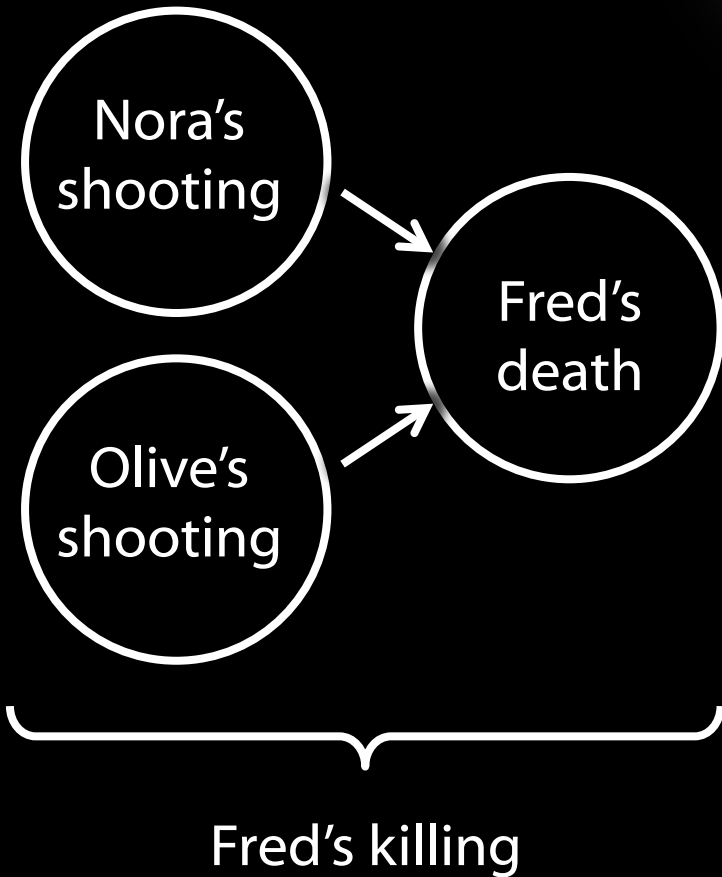 Nora’s
shooting
Fred’s
death
Olive’s
shooting
Fred’s killing